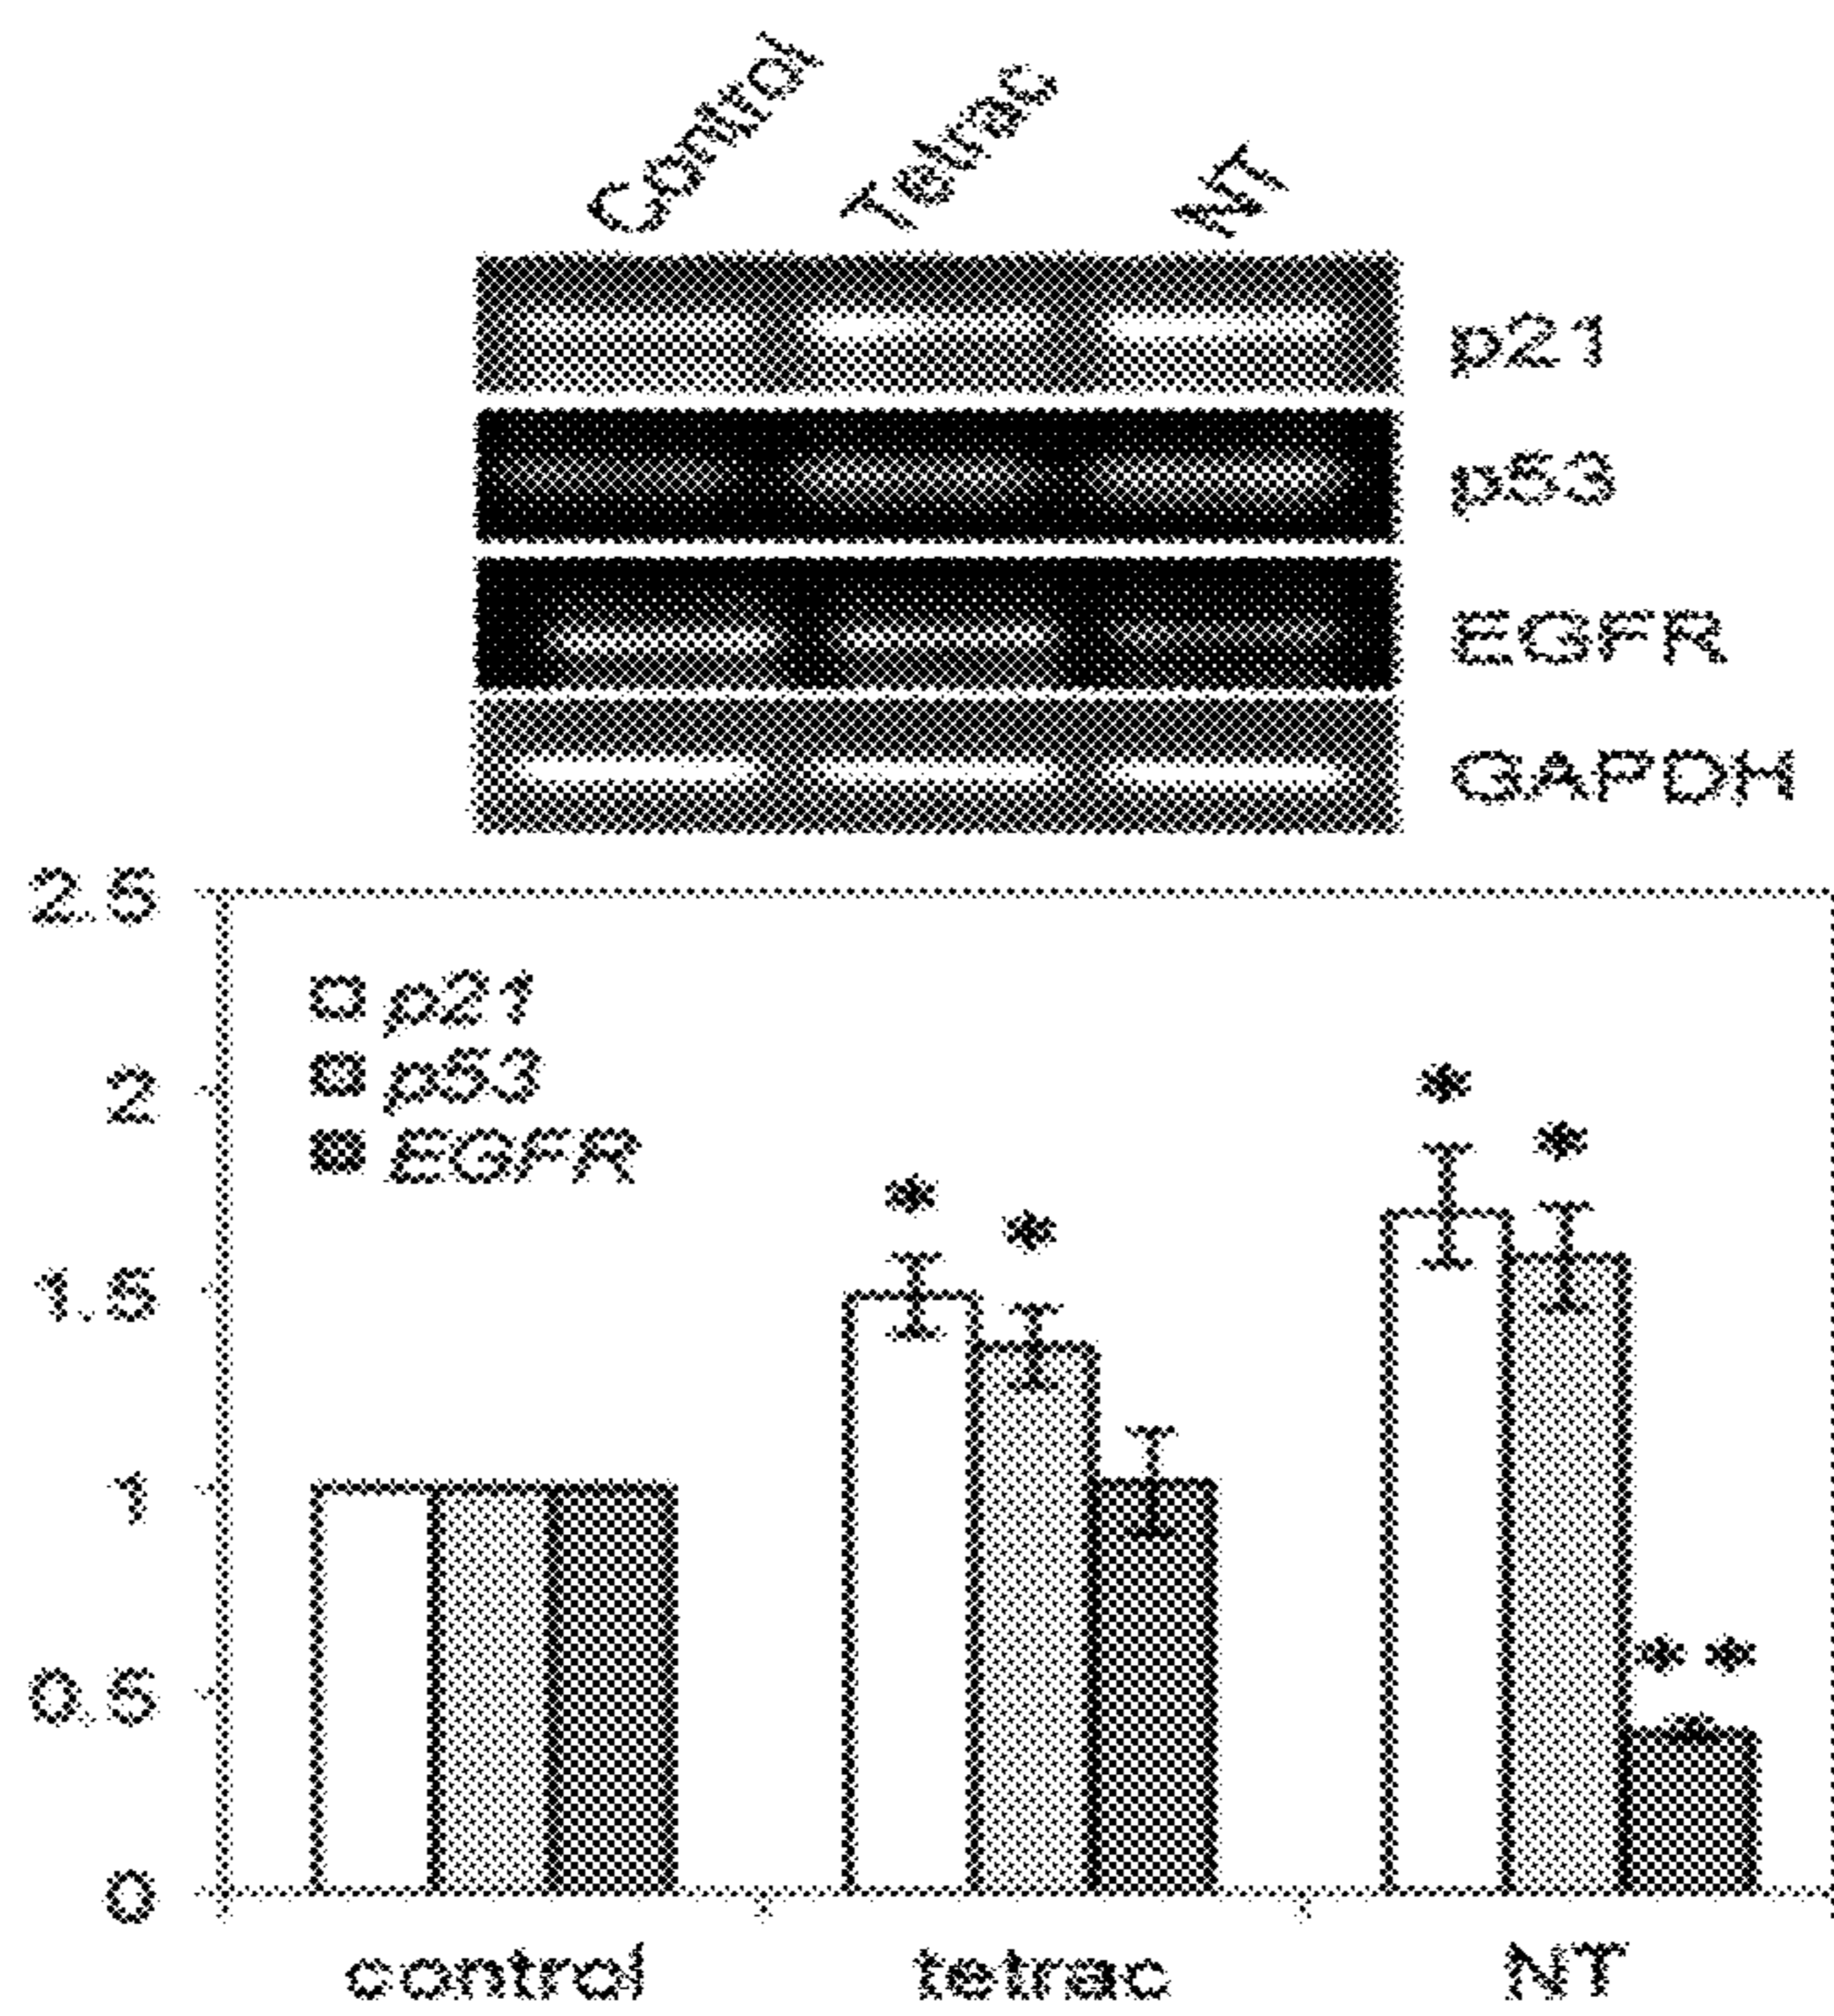 Control Tetrac NT
p21
p53
EGFR
GAPDH
2.5
p21
p53
EGFR
2
* *
* *
1.5
1
* *
0.5
0
control tetrac NT